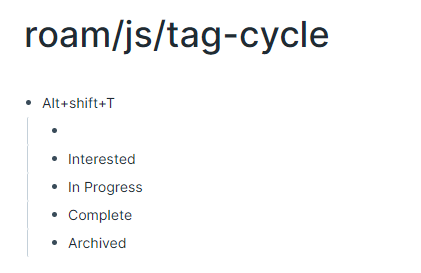 roam/js/tag-cycle
Alt+shift+T
Interested
In Progress
Complete
Archived